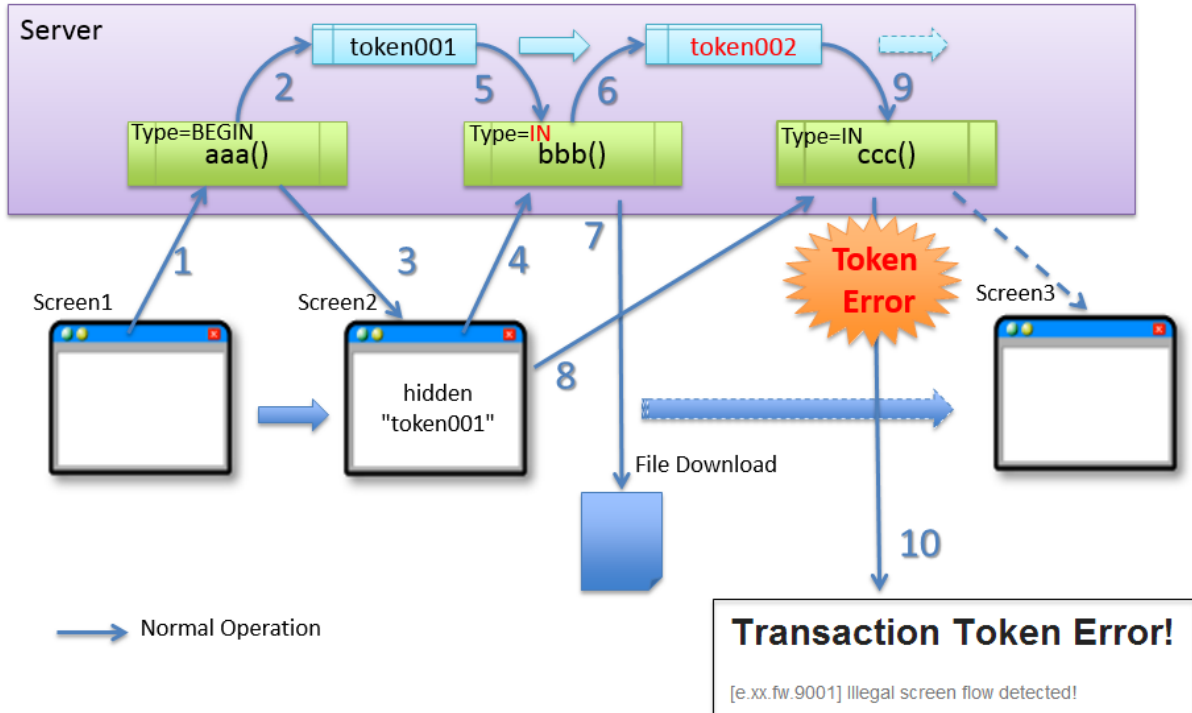 Server
token001
token002
2
5
6
9
Type=BEGIN
aaa()
Type=IN
bbb()
Type=IN
ccc()
1
3
4
7
8
Token
Error
Screen1
Screen2
Screen3
hidden
"token001"
File Download
10
Normal Operation
Transaction Token Error!
[e.xx.fw.9001] Illegal screen flow detected!